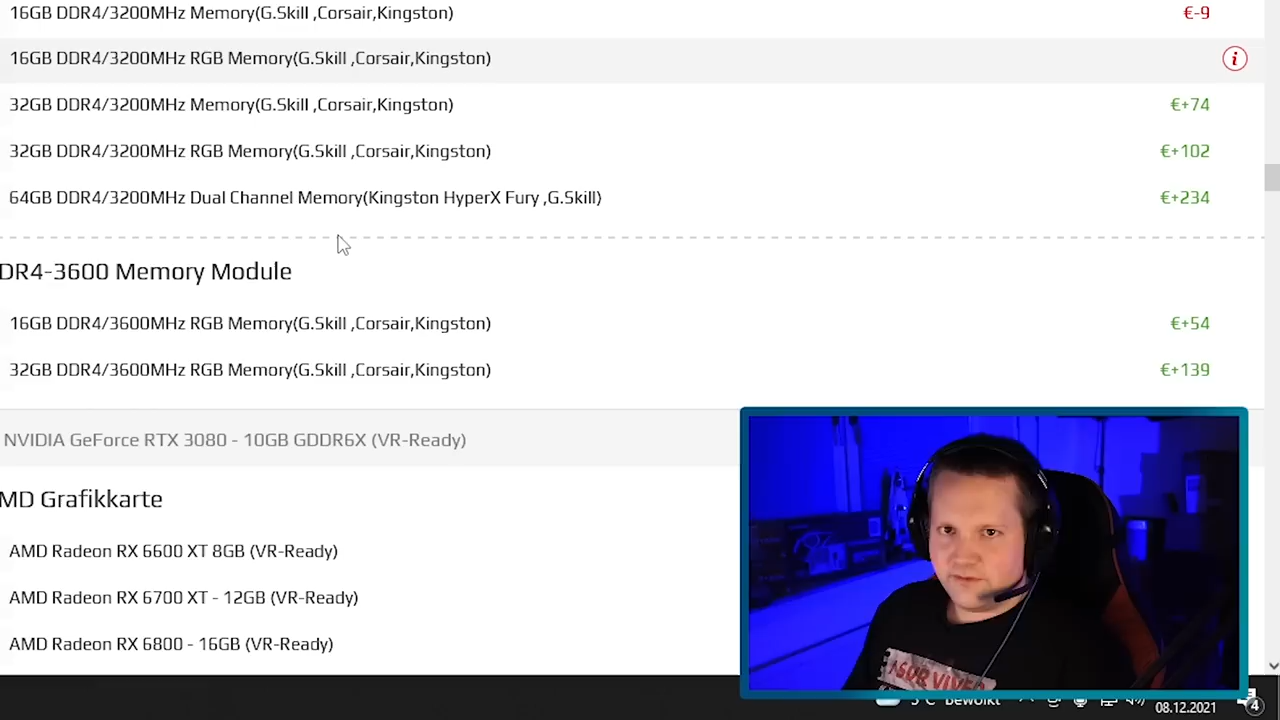 16GB DDR4/3200MHz Memory(G.Skill ,Corsair,Kingston) €-9
16GB DDR4/3200MHz RGB Memory(G.Skill ,Corsair,Kingston) i
32GB DDR4/3200MHz Memory(G.Skill ,Corsair,Kingston) €+74
32GB DDR4/3200MHz RGB Memory(G.Skill ,Corsair,Kingston) €+102
64GB DDR4/3200MHz Dual Channel Memory(Kingston HyperX Fury ,G.Skill) €+234
DR4-3600 Memory Module
16GB DDR4/3600MHz RGB Memory(G.Skill ,Corsair,Kingston) €+54
32GB DDR4/3600MHz RGB Memory(G.Skill ,Corsair,Kingston) €+139
NVIDIA GeForce RTX 3080 - 10GB GDDR6X (VR-Ready)
MD Grafikkarte
AMD Radeon RX 6600 XT 8GB (VR-Ready)
AMD Radeon RX 6700 XT - 12GB (VR-Ready)
AMD Radeon RX 6800 - 16GB (VR-Ready)
Bewölkt
08.12.2021
4